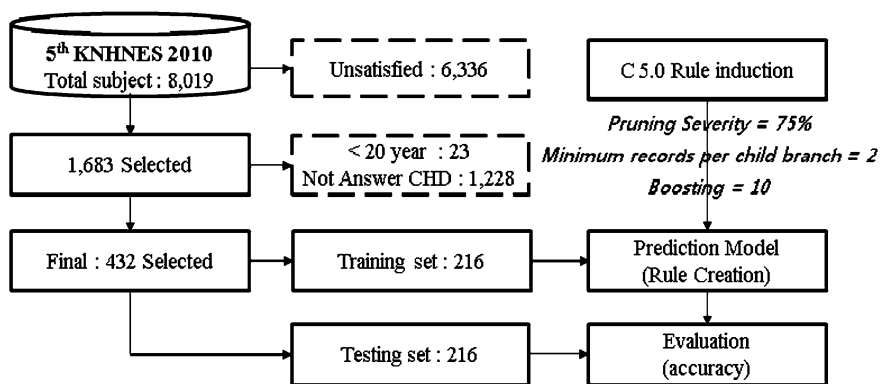 5th KNHNES 2010
Total subject : 8,019
Unsatisfied : 6,336
C 5.0 Rule induction
Pruning Severity = 75%
Minimum records per child branch = 2
Boosting = 10
1,683 Selected
< 20 year : 23
Not Answer CHD : 1,228
Final : 432 Selected
Training set : 216
Prediction Model
(Rule Creation)
Testing set : 216
Evaluation
(accuracy)